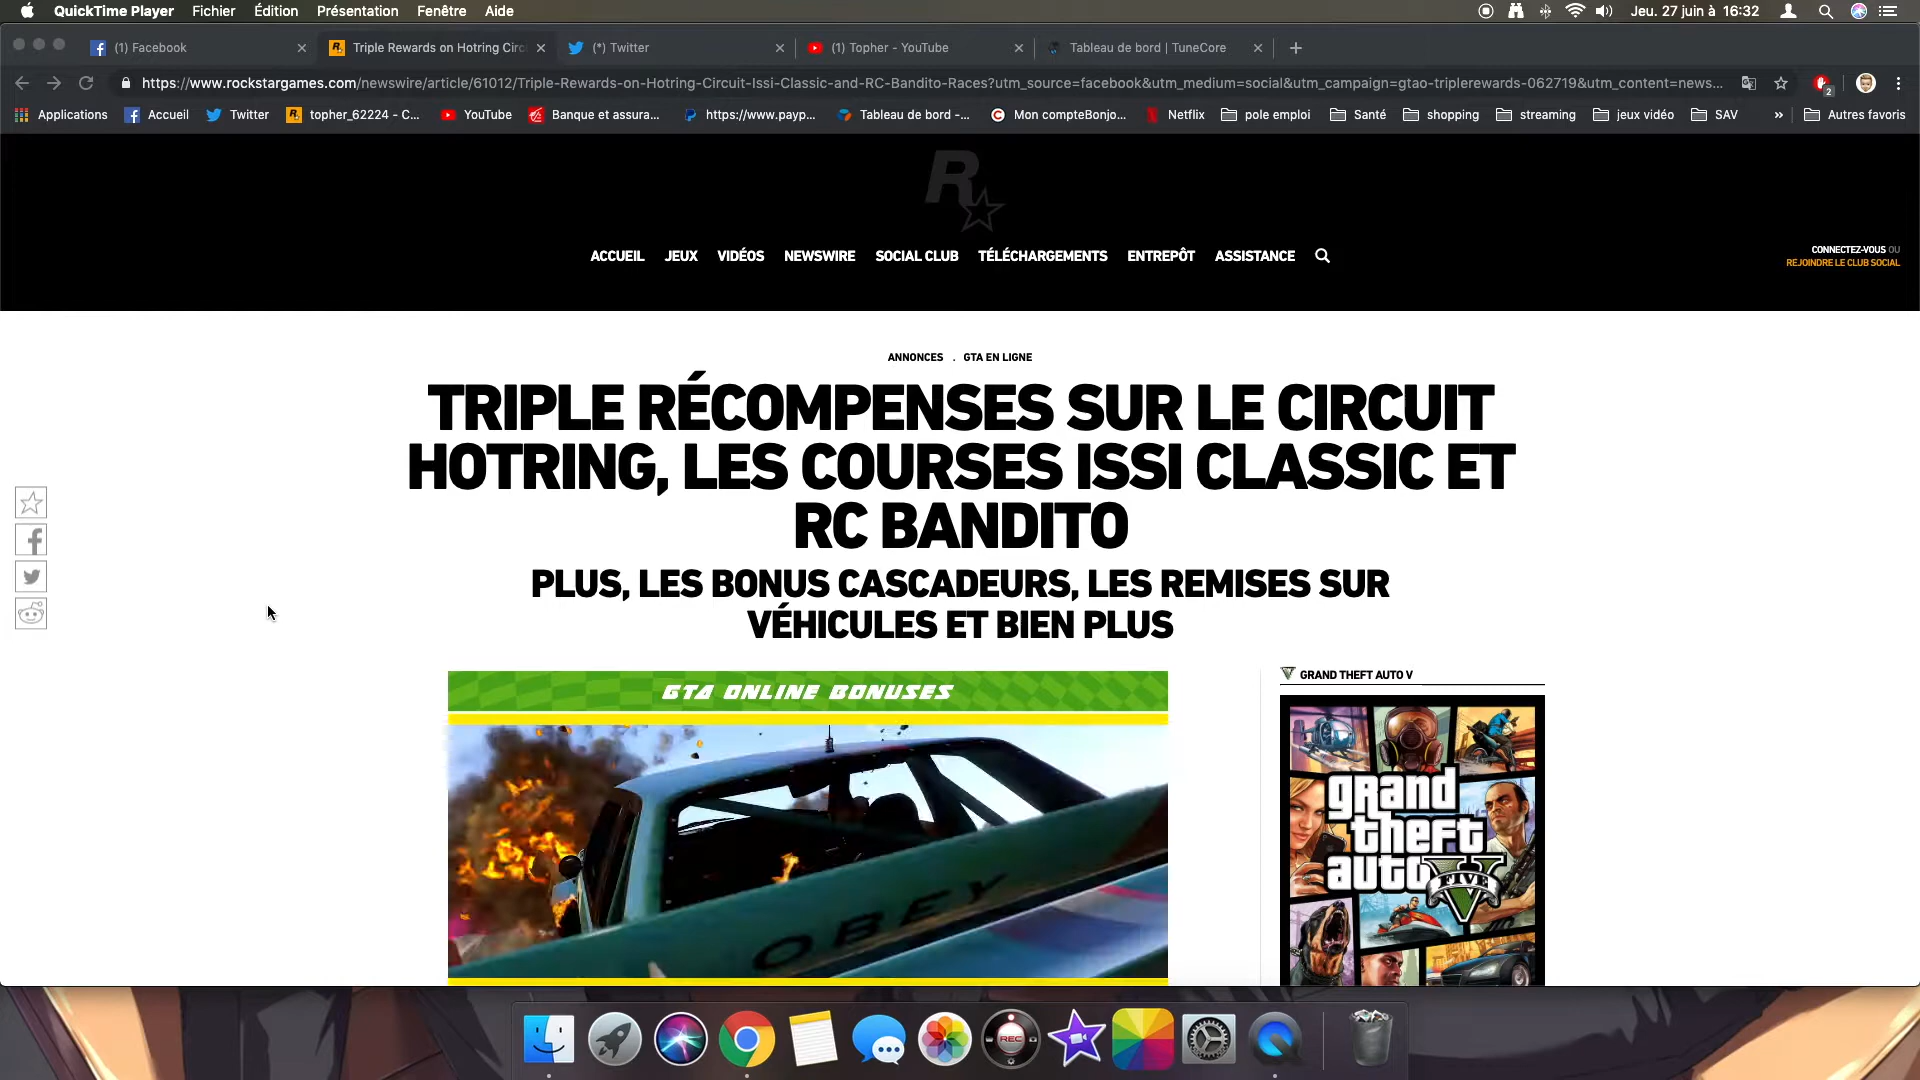 QuickTime Player Fichier Édition Présentation Fenêtre Aide Jeu. 27 juin à 16:32
(1) Facebook Triple Rewards on Hotring Circ (*) Twitter (1) Topher - YouTube Tableau de bord | TuneCore
https://www.rockstargames.com/newswire/article/61012/Triple-Rewards-on-Hotring-Circuit-Issi-Classic-and-RC-Bandito-Races?utm_source=facebook&utm_medium=social&utm_campaign=gtao-triplerewards-062719&utm_content=news... 2
Applications Accueil Twitter topher_62224 - C... YouTube Banque et assura... https://www.payp... Tableau de bord -... Mon compteBonjo... Netflix pole emploi Santé shopping streaming jeux vidéo SAV » Autres favoris
R
ACCUEIL JEUX VIDÉOS NEWSWIRE SOCIAL CLUB TÉLÉCHARGEMENTS ENTREPÔT ASSISTANCE
CONNECTEZ-VOUS OU
REJOINDRE LE CLUB SOCIAL
ANNONCES . GTA EN LIGNE
TRIPLE RÉCOMPENSES SUR LE CIRCUIT
HOTRING, LES COURSES ISSI CLASSIC ET
RC BANDITO
PLUS, LES BONUS CASCADEURS, LES REMISES SUR
VÉHICULES ET BIEN PLUS
GTA ONLINE BONUSES
OBEY
GRAND THEFT AUTO V
grand
theft
auto
V
FIVE
REC